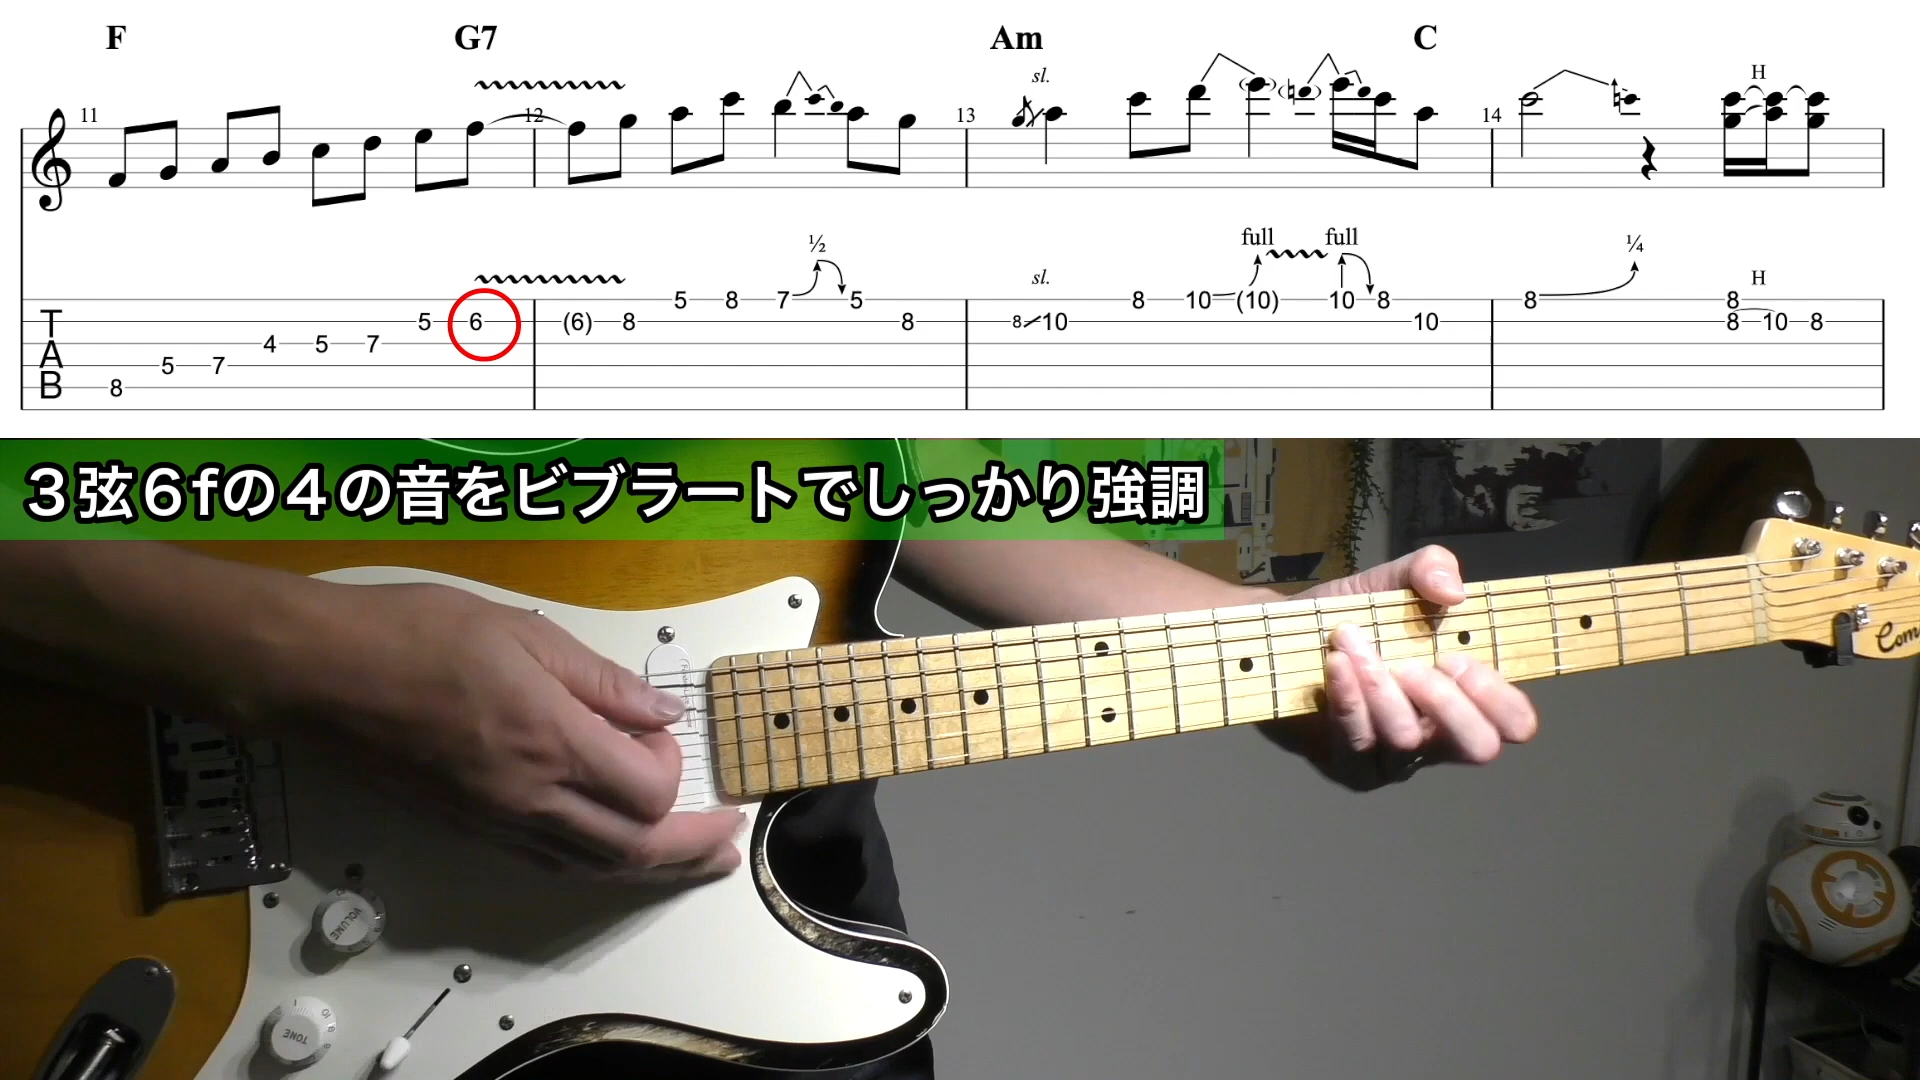 F G7 Am C
11 12 13 14
sl. H
½ full full ¼
sl. H
5 8 7 5 8 10 (10) 10 8 8 8
T 5 6 (6) 8 8 8 10 10 8 10 8
4 5 7
A 5 7
B 8
３弦６fの４の音をビブラートでしっかり強調
Com
VOLUME
TONE